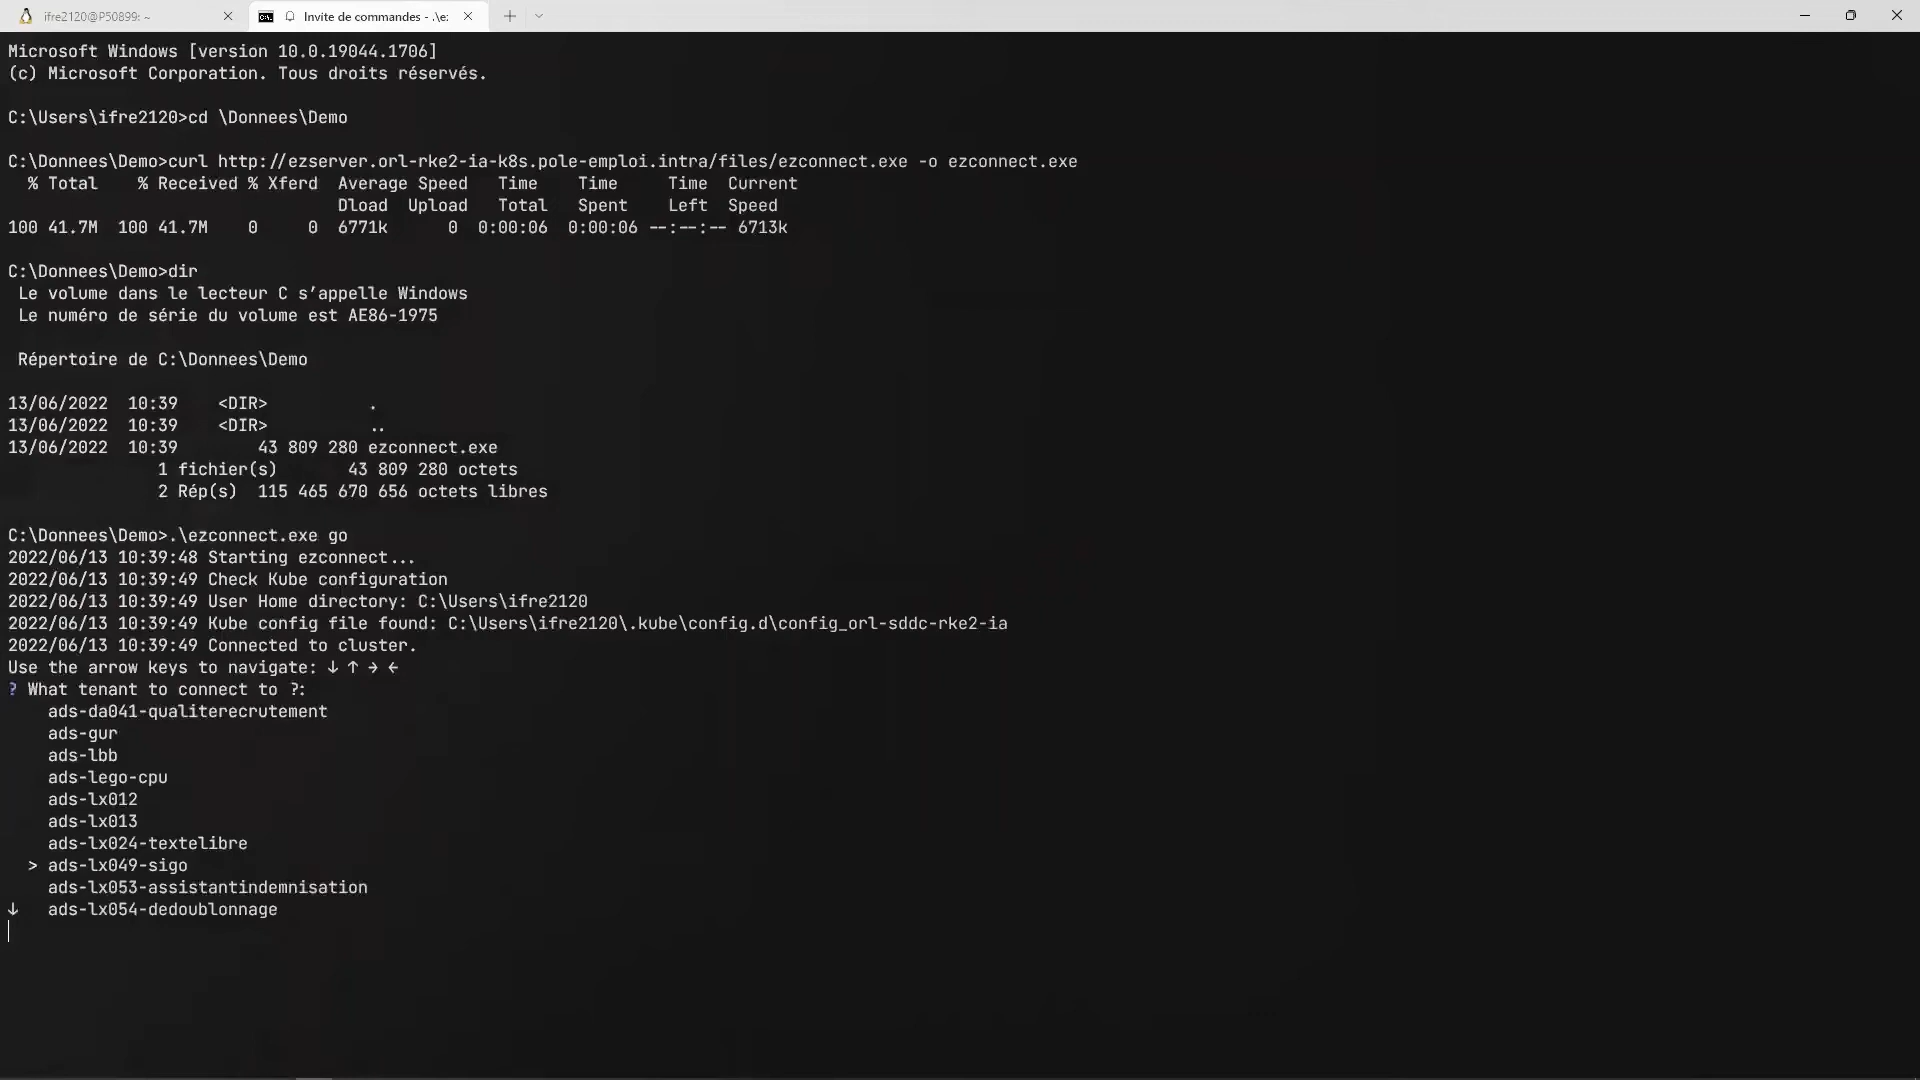 ifre2120@P50899: ~
Invite de commandes - .\e:
Microsoft Windows [version 10.0.19044.1706]
(c) Microsoft Corporation. Tous droits réservés.
C:\Users\ifre2120>cd \Donnees\Demo
C:\Donnees\Demo>curl http://ezserver.orl-rke2-ia-k8s.pole-emploi.intra/files/ezconnect.exe -o ezconnect.exe
% Total    % Received % Xferd  Average Speed   Time    Time     Time  Current
Dload  Upload   Total   Spent    Left  Speed
100 41.7M  100 41.7M    0     0  6771k      0  0:00:06  0:00:06 --:--:-- 6713k
C:\Donnees\Demo>dir
Le volume dans le lecteur C s’appelle Windows
Le numéro de série du volume est AE86-1975
Répertoire de C:\Donnees\Demo
13/06/2022  10:39    <DIR>          .
13/06/2022  10:39    <DIR>          ..
13/06/2022  10:39        43 809 280 ezconnect.exe
1 fichier(s)       43 809 280 octets
2 Rép(s)  115 465 670 656 octets libres
C:\Donnees\Demo>.\ezconnect.exe go
2022/06/13 10:39:48 Starting ezconnect...
2022/06/13 10:39:49 Check Kube configuration
2022/06/13 10:39:49 User Home directory: C:\Users\ifre2120
2022/06/13 10:39:49 Kube config file found: C:\Users\ifre2120\.kube\config.d\config_orl-sddc-rke2-ia
2022/06/13 10:39:49 Connected to cluster.
Use the arrow keys to navigate: ↓ ↑ → ←
? What tenant to connect to ?:
ads-da041-qualiterecrutement
ads-gur
ads-lbb
ads-lego-cpu
ads-lx012
ads-lx013
ads-lx024-textelibre
> ads-lx049-sigo
ads-lx053-assistantindemnisation
↓   ads-lx054-dedoublonnage